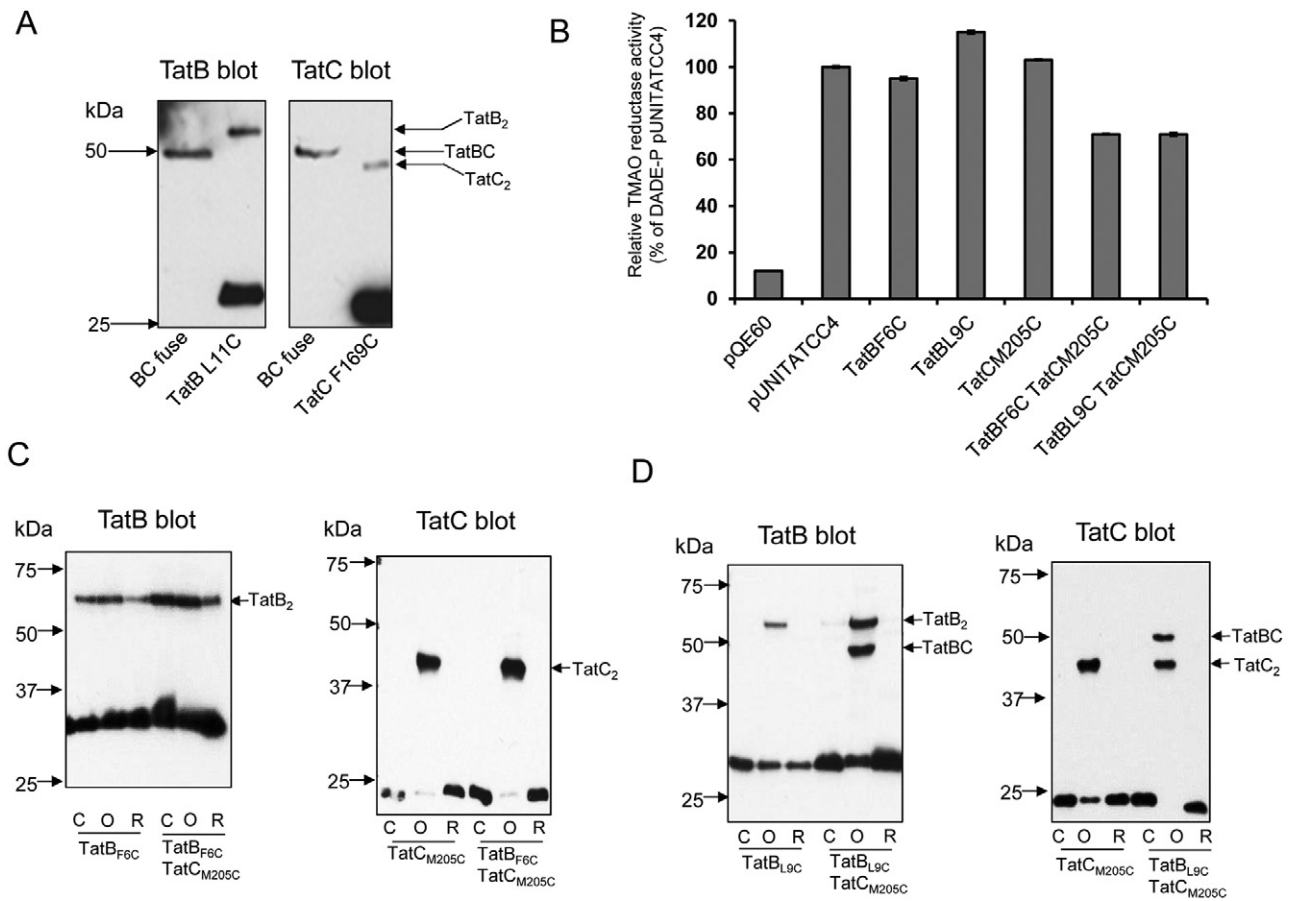 A
TatB blot
TatC blot
kDa
50
25
TatB2
TatBC
TatC2
BC fuse
TatB L11C
BC fuse
TatC F169C
B
Relative TMAO reductase activity
(% of DADE-P pUNITATCC4)
120
100
80
60
40
20
0
pQE60
pUNITATCC4
TatBF6C
TatBL9C
TatCM205C
TatBF6C TatCM205C
TatBL9C TatCM205C
C
TatB blot
kDa
75
50
37
25
TatB2
C O R C O R
TatBF6C
TatBF6C
TatCM205C
TatC blot
kDa
75
50
37
25
TatC2
C O R C O R
TatCM205C
TatBF6C
TatCM205C
D
TatB blot
kDa
75
50
37
25
TatB2
TatBC
C O R C O R
TatBL9C
TatBL9C
TatCM205C
TatC blot
kDa
75
50
37
25
TatBC
TatC2
C O R C O R
TatCM205C
TatBL9C
TatCM205C